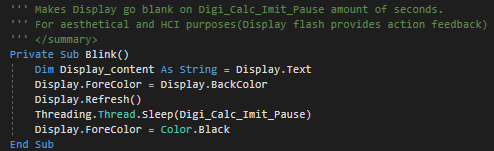 ''' Makes Display go blank on Digi_Calc_Imit_Pause amount of seconds.
''' For aesthetical and HCI purposes(Display flash provides action feedback)
''' </summary>
Private Sub Blink()
Dim Display_content As String = Display.Text
Display.ForeColor = Display.BackColor
Display.Refresh()
Threading.Thread.Sleep(Digi_Calc_Imit_Pause)
Display.ForeColor = Color.Black
End Sub